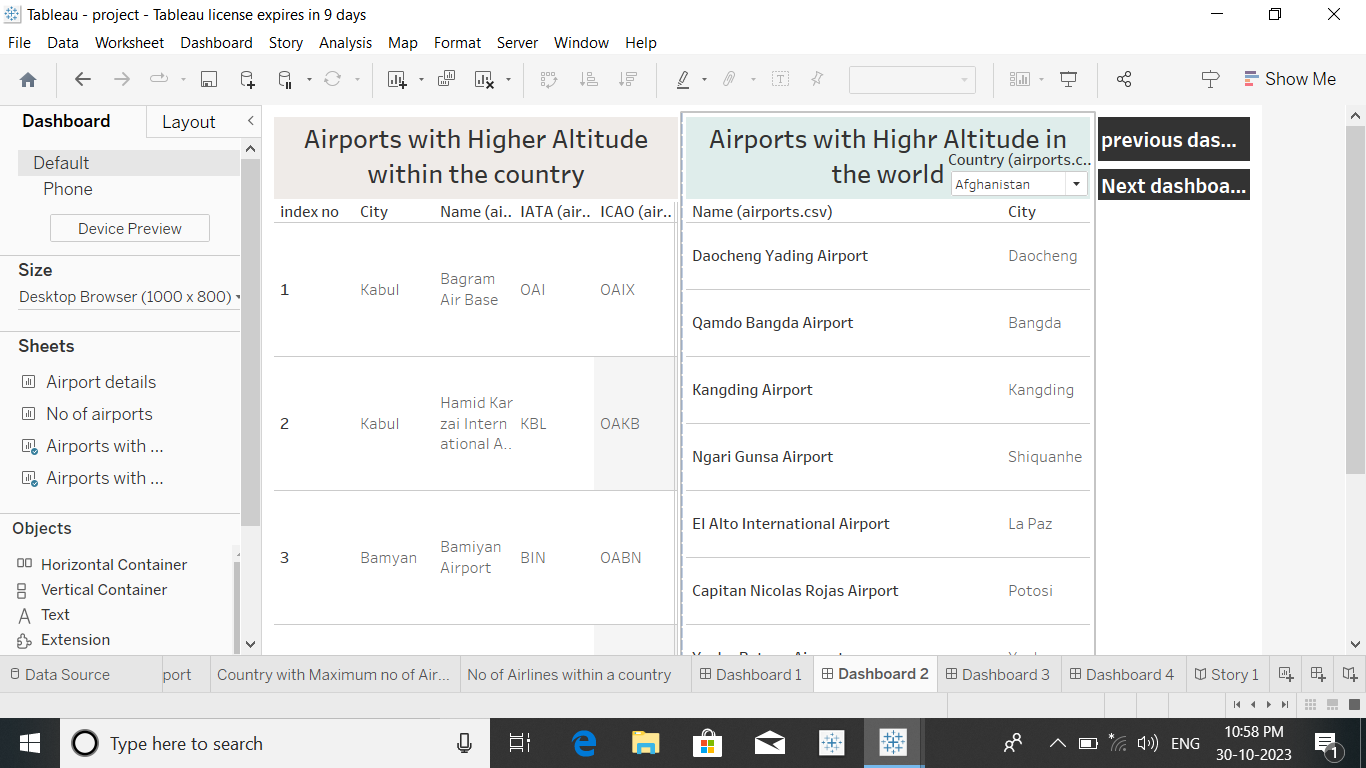 Tableau - project - Tableau license expires in 9 days
File Data Worksheet Dashboard Story Analysis Map Format Server Window Help
Show Me
Dashboard
Layout
Default
Phone
Device Preview
Size
Desktop Browser (1000 x 800)
Sheets
Airport details
No of airports
Airports with ...
Airports with ...
Objects
Horizontal Container
Vertical Container
Text
Extension
Airports with Higher Altitude
within the country
index no City Name (ai.. IATA (air.. ICAO (air..
1 Kabul Bagram Air Base OAI OAIX
2 Kabul Hamid Kar zai Intern ational A.. KBL OAKB
3 Bamyan Bamiyan Airport BIN OABN
Airports with Highr Altitude in
the world
Country (airports.c..
Afghanistan
Name (airports.csv) City
Daocheng Yading Airport Daocheng
Qamdo Bangda Airport Bangda
Kangding Airport Kangding
Ngari Gunsa Airport Shiquanhe
El Alto International Airport La Paz
Capitan Nicolas Rojas Airport Potosi
previous das...
Next dashboa...
Data Source port Country with Maximum no of Air... No of Airlines within a country Dashboard 1 Dashboard 2 Dashboard 3 Dashboard 4 Story 1
Type here to search
ENG
10:58 PM
30-10-2023
1